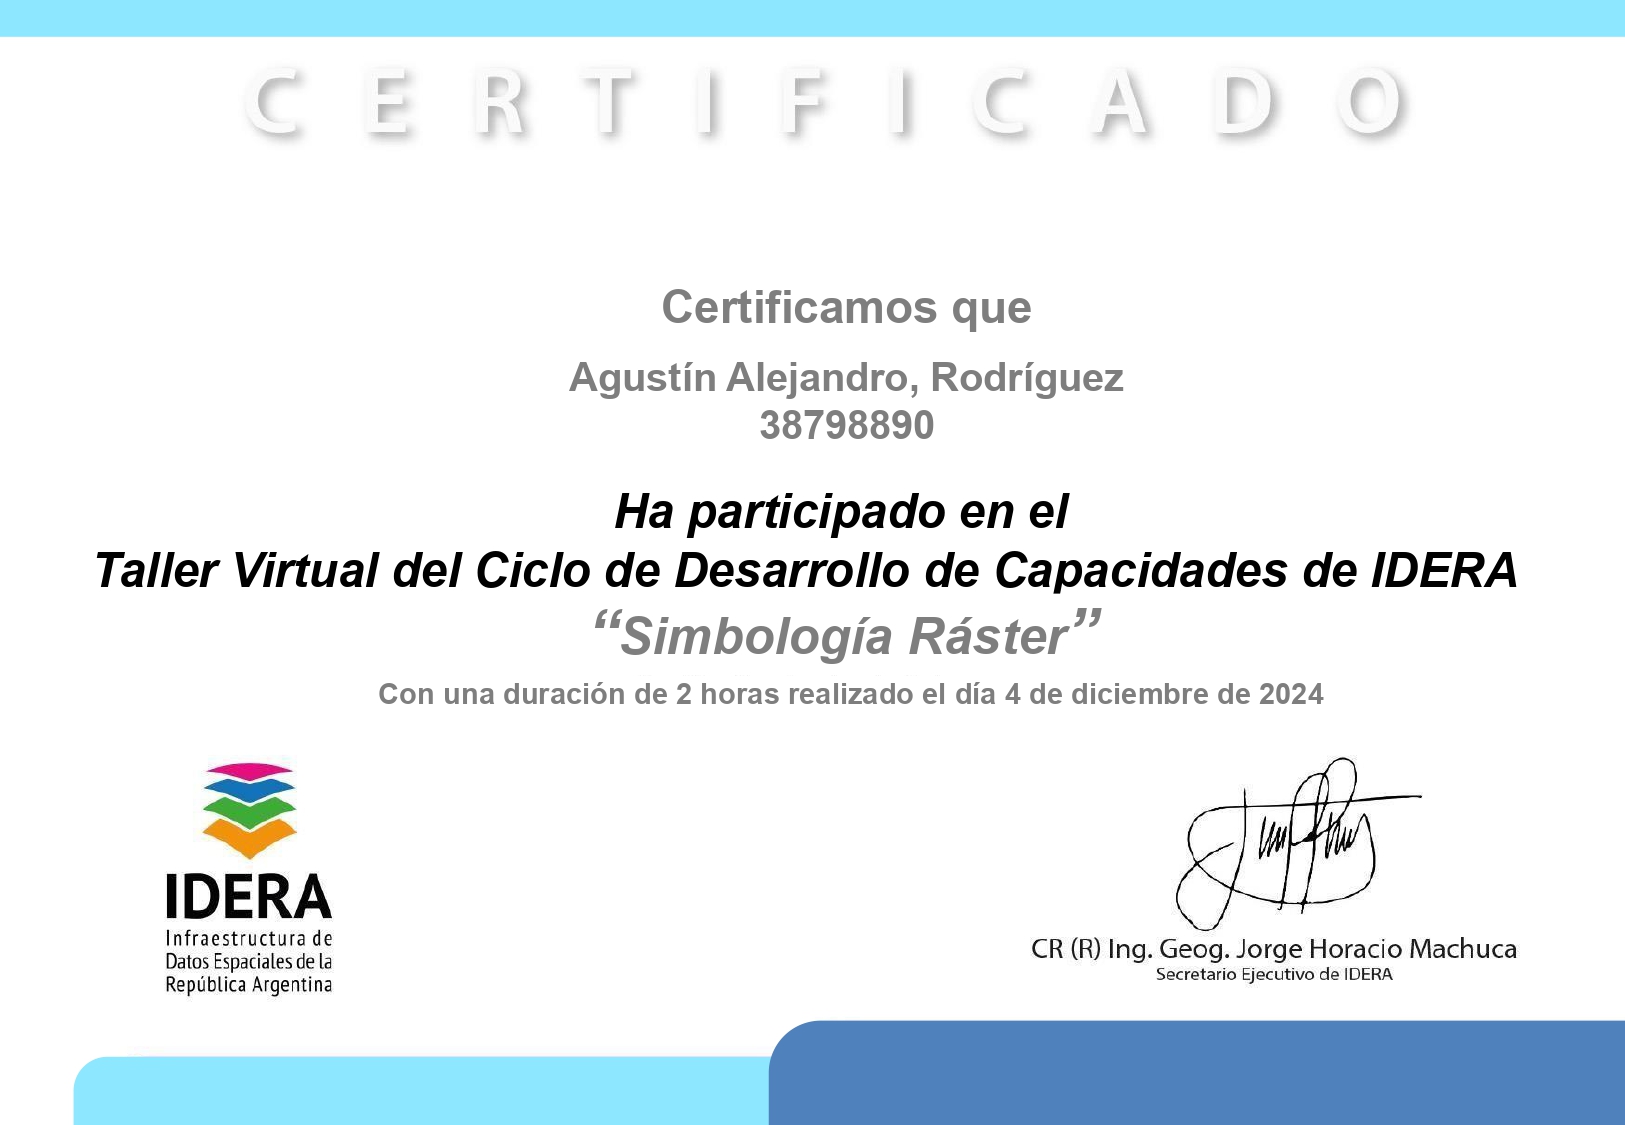 CERTIFICADO
Certificamos que
Agustín Alejandro, Rodríguez
38798890
Ha participado en el
Taller Virtual del Ciclo de Desarrollo de Capacidades de IDERA
“Simbología Ráster”
Con una duración de 2 horas realizado el día 4 de diciembre de 2024
IDERA
Infraestructura de
Datos Espaciales de la
República Argentina
CR (R) Ing. Geog. Jorge Horacio Machuca
Secretario Ejecutivo de IDERA